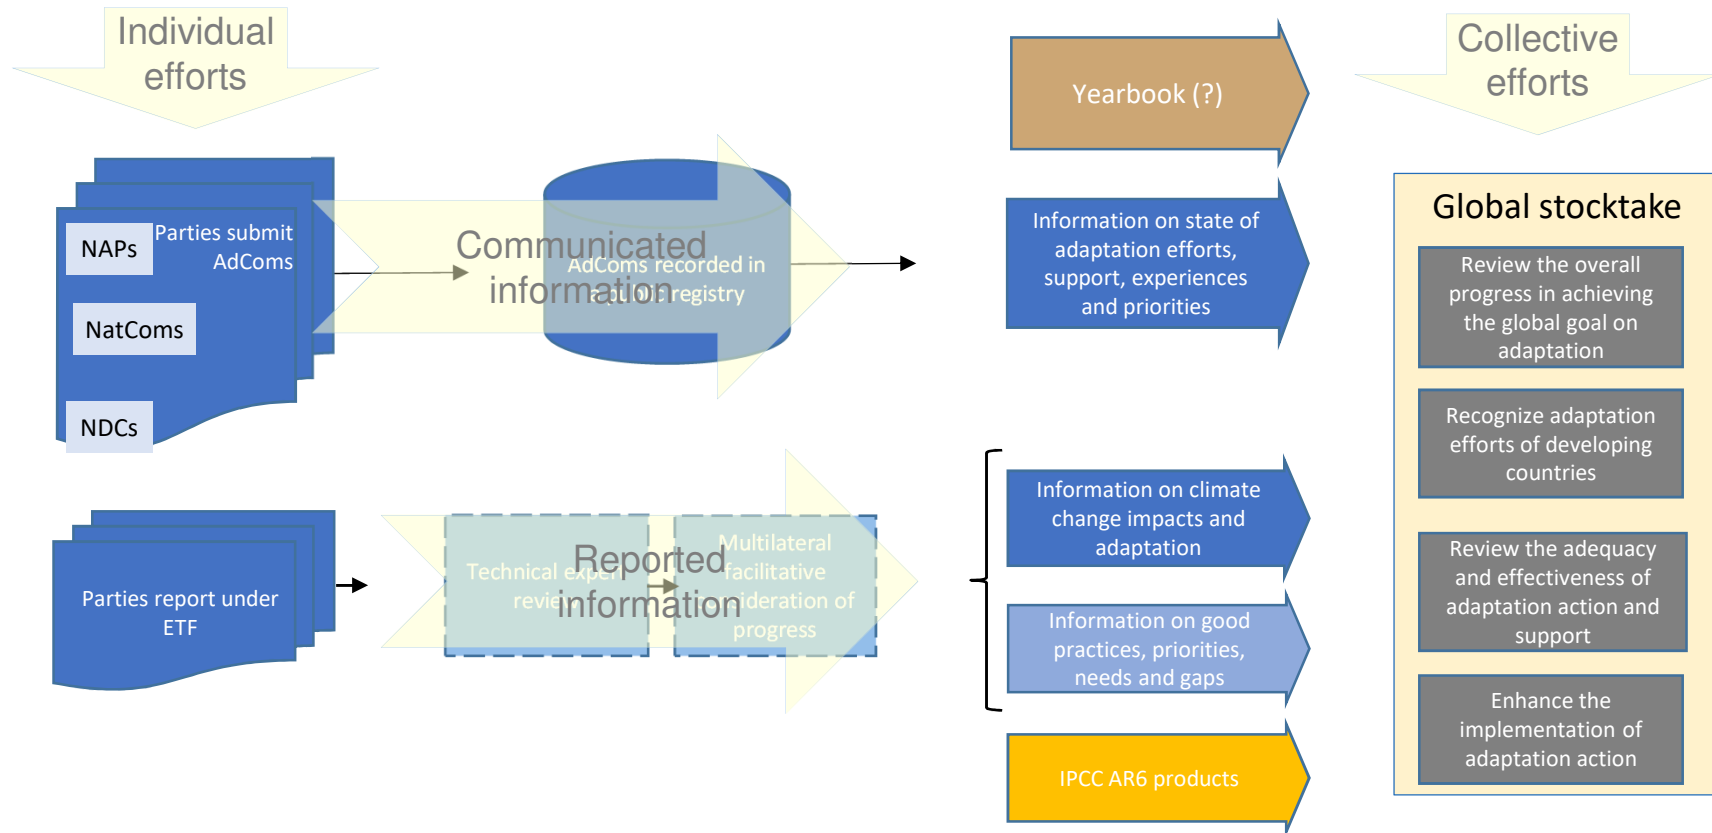 Individual
efforts
Parties submit
AdComs
NAPs
NatComs
NDCs
Communicated
information
AdComs recorded in
a public registry
Yearbook (?)
Information on state of
adaptation efforts,
support, experiences
and priorities
Parties report under
ETF
Reported
information
Technical expert
review
Multilateral
facilitative
consideration of
progress
Information on climate
change impacts and
adaptation
Information on good
practices, priorities,
needs and gaps
IPCC AR6 products
Collective
efforts
Global stocktake
Review the overall
progress in achieving
the global goal on
adaptation
Recognize adaptation
efforts of developing
countries
Review the adequacy
and effectiveness of
adaptation action and
support
Enhance the
implementation of
adaptation action